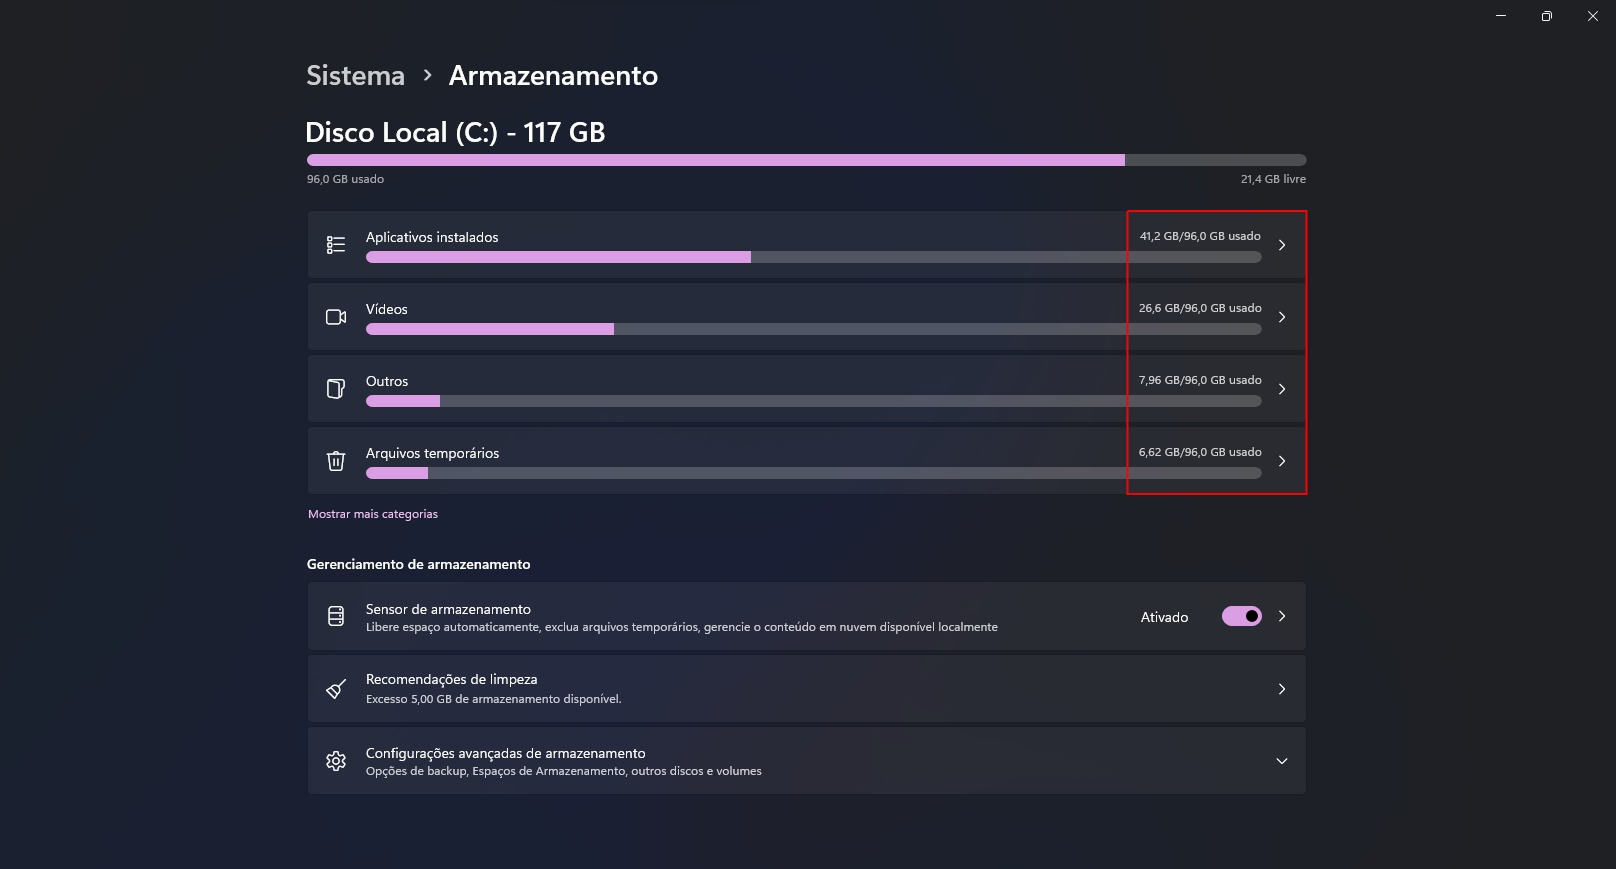 Sistema > Armazenamento
Disco Local (C:) - 117 GB
96,0 GB usado
21,4 GB livre
Aplicativos instalados
41,2 GB/96,0 GB usado
Vídeos
26,6 GB/96,0 GB usado
Outros
7,96 GB/96,0 GB usado
Arquivos temporários
6,62 GB/96,0 GB usado
Mostrar mais categorias
Gerenciamento de armazenamento
Sensor de armazenamento
Libere espaço automaticamente, exclua arquivos temporários, gerencie o conteúdo em nuvem disponível localmente
Ativado
Recomendações de limpeza
Excesso 5,00 GB de armazenamento disponível.
Configurações avançadas de armazenamento
Opções de backup, Espaços de Armazenamento, outros discos e volumes